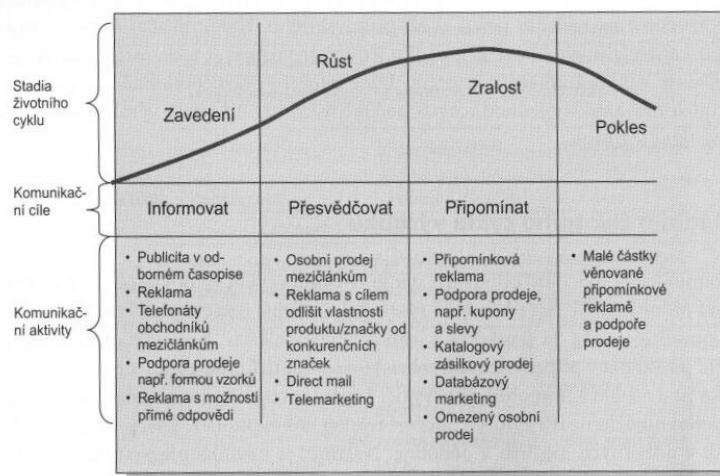 Stadia
životního
cyklu
Zavedení
Růst
Zralost
Pokles
Komunikač-
ní cíle
Informovat
Přesvědčovat
Připomínat
Komunikač-
ní aktivity
• Publicita v od-
borném časopise
• Reklama
• Telefonáty
obchodníků
mezičlánkům
• Podpora prodeje
např. formou vzorků
• Reklama s možností
přímé odpovědi
• Osobní prodej
mezičlánkům
• Reklama s cílem
odlišit vlastnosti
produktu/značky od
konkurenčních
značek
• Direct mail
• Telemarketing
• Připomínková
reklama
• Podpora prodeje,
např. kupony
a slevy
• Katalogový
zásilkový prodej
• Databázový
marketing
• Omezený osobní
prodej
• Malé částky
věnované
připomínkové
reklamě
a podpoře
prodeje